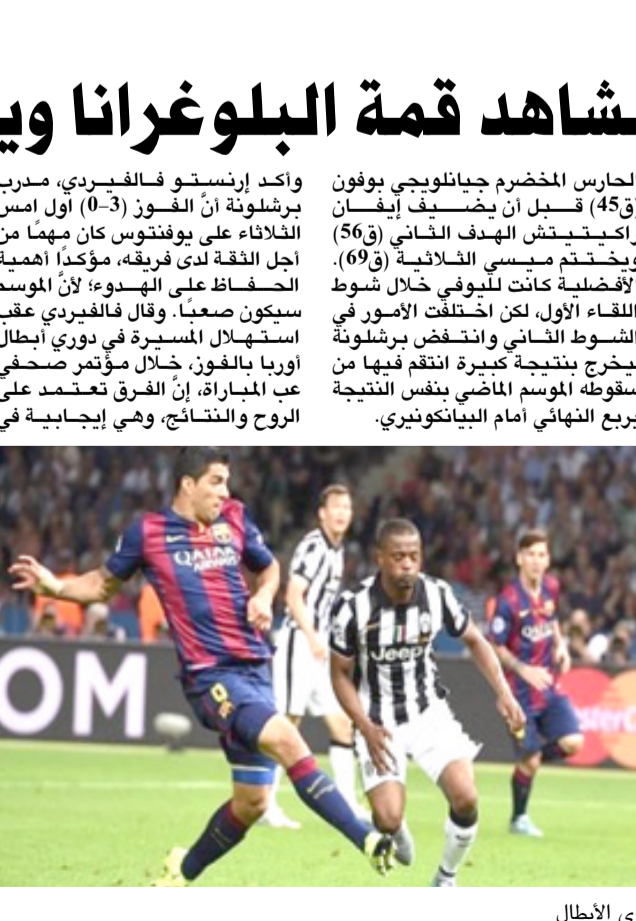 شاهد قمة البلوغرانا وي
الحارس المخضرم جيانلويجي بوفون
(ق45) قبل أن يضيف إيفان
راكيتيتش الهدف الثاني (ق56)
ويختتم ميسي الثلاثية (ق69).
الأفضلية كانت لليوفي خلال شوط
اللقاء الأول، لكن اختلفت الأمور في
الشوط الثاني وانتفض برشلونة
ليخرج بنتيجة كبيرة انتقم فيها من
سقوطه الموسم الماضي بنفس النتيجة
بربع النهائي أمام البيانكونيري.
وأكد إرنستو فالفيردي، مدرب
برشلونة أنَّ الفوز (3-0) اول امس
الثلاثاء على يوفنتوس كان مهمًا من
أجل الثقة لدى فريقه، مؤكدًا أهمية
الحفاظ على الهدوء؛ لأنَّ الموسم
سيكون صعبًا. وقال فالفيردي عقب
استهلال المسيرة في دوري أبطال
أوربا بالفوز، خلال مؤتمر صحفي
عب المباراة، إنَّ الفرق تعتمد على
الروح والنتائج، وهي إيجابية في
QATAR
AIRWAYS
Jeep
OM
ي الأبطال